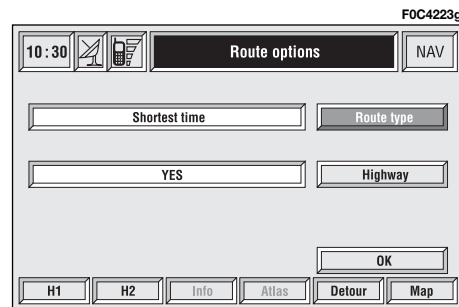 F0C4223g
10:30 Route options NAV
Shortest time Route type
YES Highway
OK
H1 H2 Info Atlas Detour Map